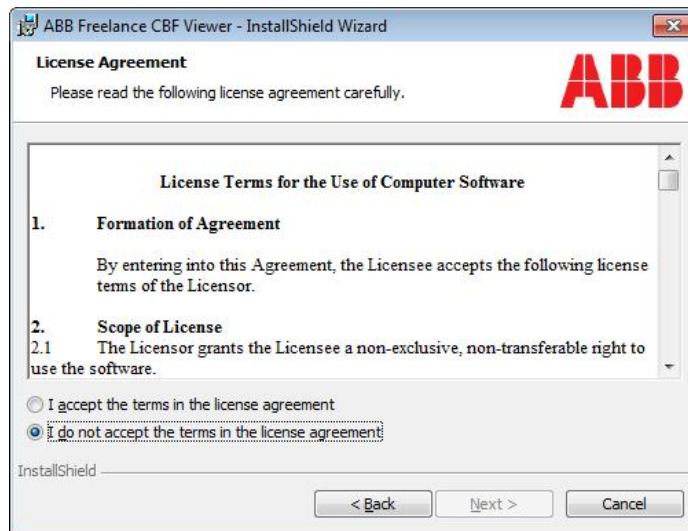 ABB Freelance CBF Viewer - InstallShield Wizard
License Agreement
Please read the following license agreement carefully.
ABB
License Terms for the Use of Computer Software
1. Formation of Agreement
By entering into this Agreement, the Licensee accepts the following license
terms of the Licensor.
2. Scope of License
2.1 The Licensor grants the Licensee a non-exclusive, non-transferable right to
use the software.
I accept the terms in the license agreement
I do not accept the terms in the license agreement
InstallShield
< Back Next > Cancel